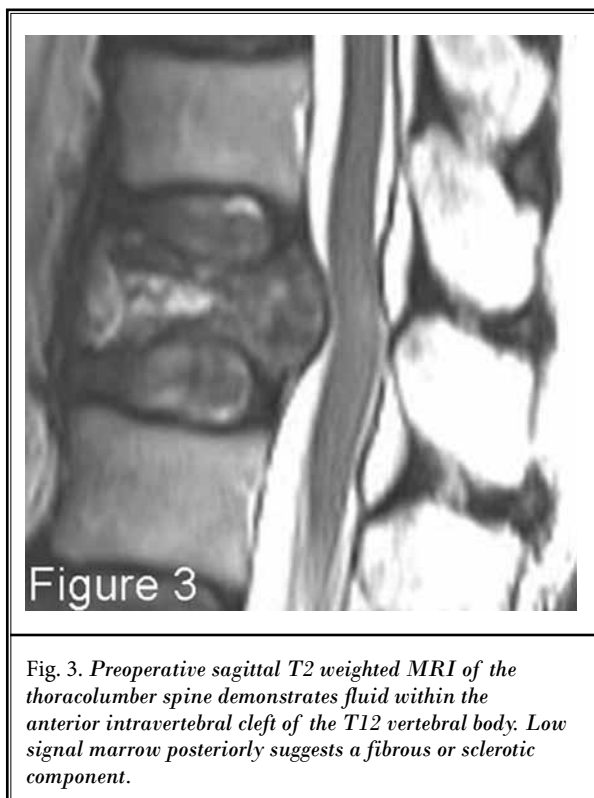 Figure 3
Fig. 3. Preoperative sagittal T2 weighted MRI of the
thoracolumber spine demonstrates fluid within the
anterior intravertebral cleft of the T12 vertebral body. Low
signal marrow posteriorly suggests a fibrous or sclerotic
component.